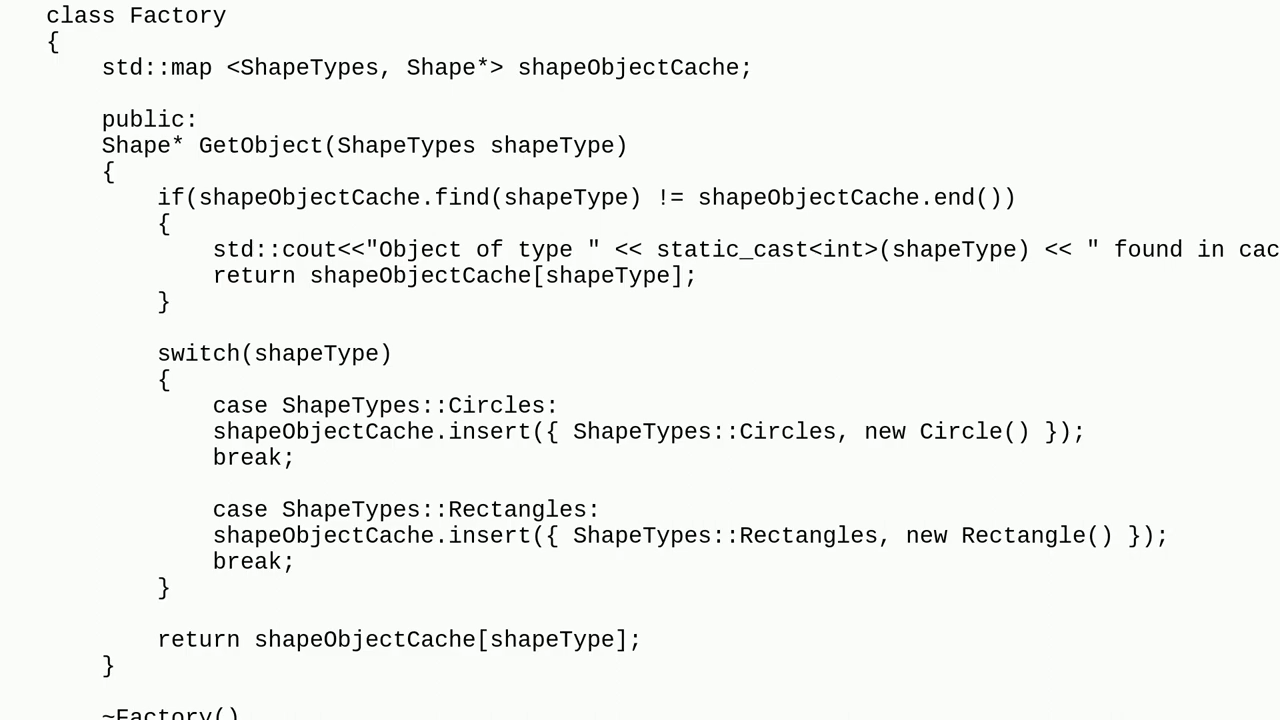 class Factory
{
std::map <ShapeTypes, Shape*> shapeObjectCache;
public:
Shape* GetObject(ShapeTypes shapeType)
{
if(shapeObjectCache.find(shapeType) != shapeObjectCache.end())
{
std::cout<<"Object of type " << static_cast<int>(shapeType) << " found in cac
return shapeObjectCache[shapeType];
}
switch(shapeType)
{
case ShapeTypes::Circles:
shapeObjectCache.insert({ ShapeTypes::Circles, new Circle() });
break;
case ShapeTypes::Rectangles:
shapeObjectCache.insert({ ShapeTypes::Rectangles, new Rectangle() });
break;
}
return shapeObjectCache[shapeType];
}
~Factory()